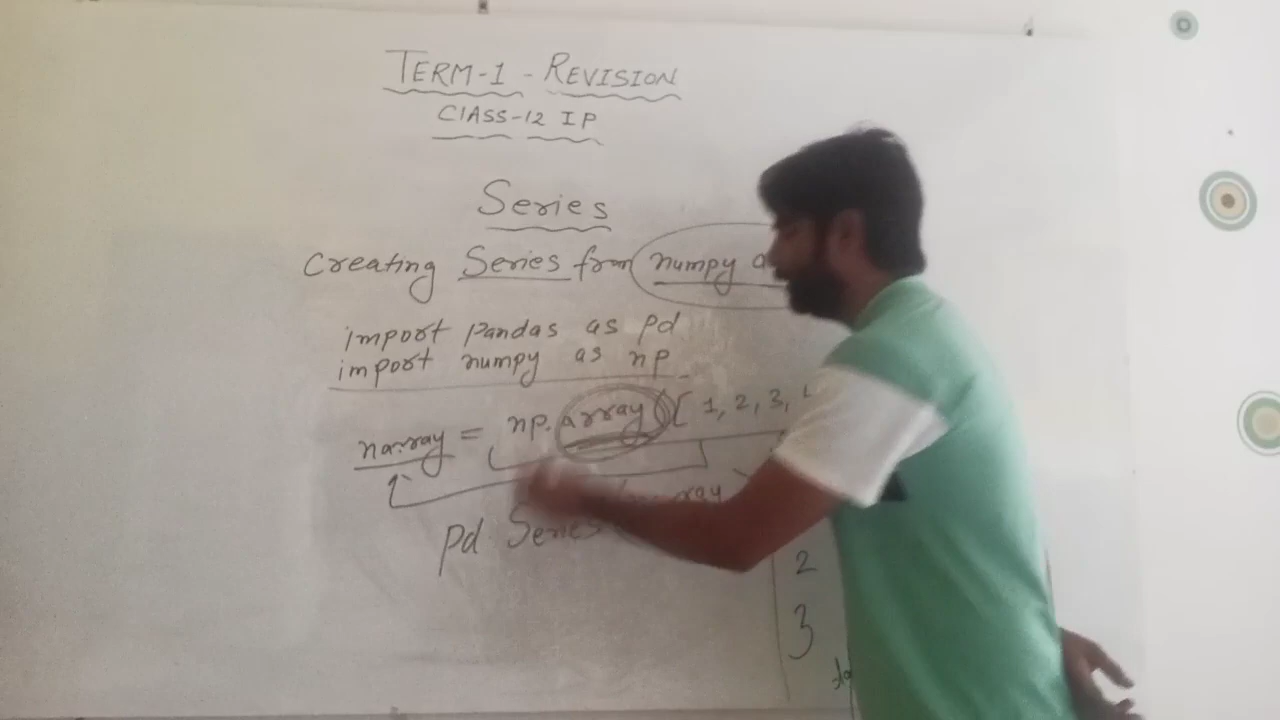 TERM-1 - REVISION
CLASS-12 IP
Series
Creating Series from numpy a
import Pandas as pd
import numpy as np
narray = np.array([ 1, 2, 3,
pd Series
2
3